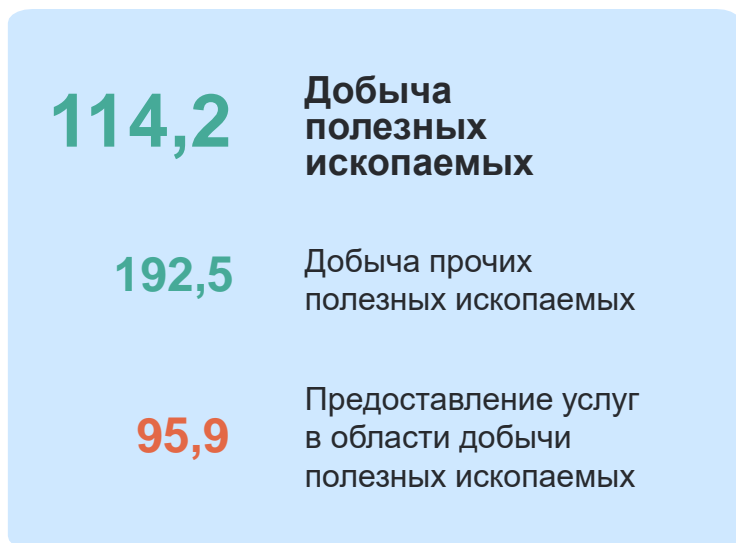 114,2
Добыча
полезных
ископаемых
192,5
Добыча прочих
полезных ископаемых
95,9
Предоставление услуг
в области добычи
полезных ископаемых